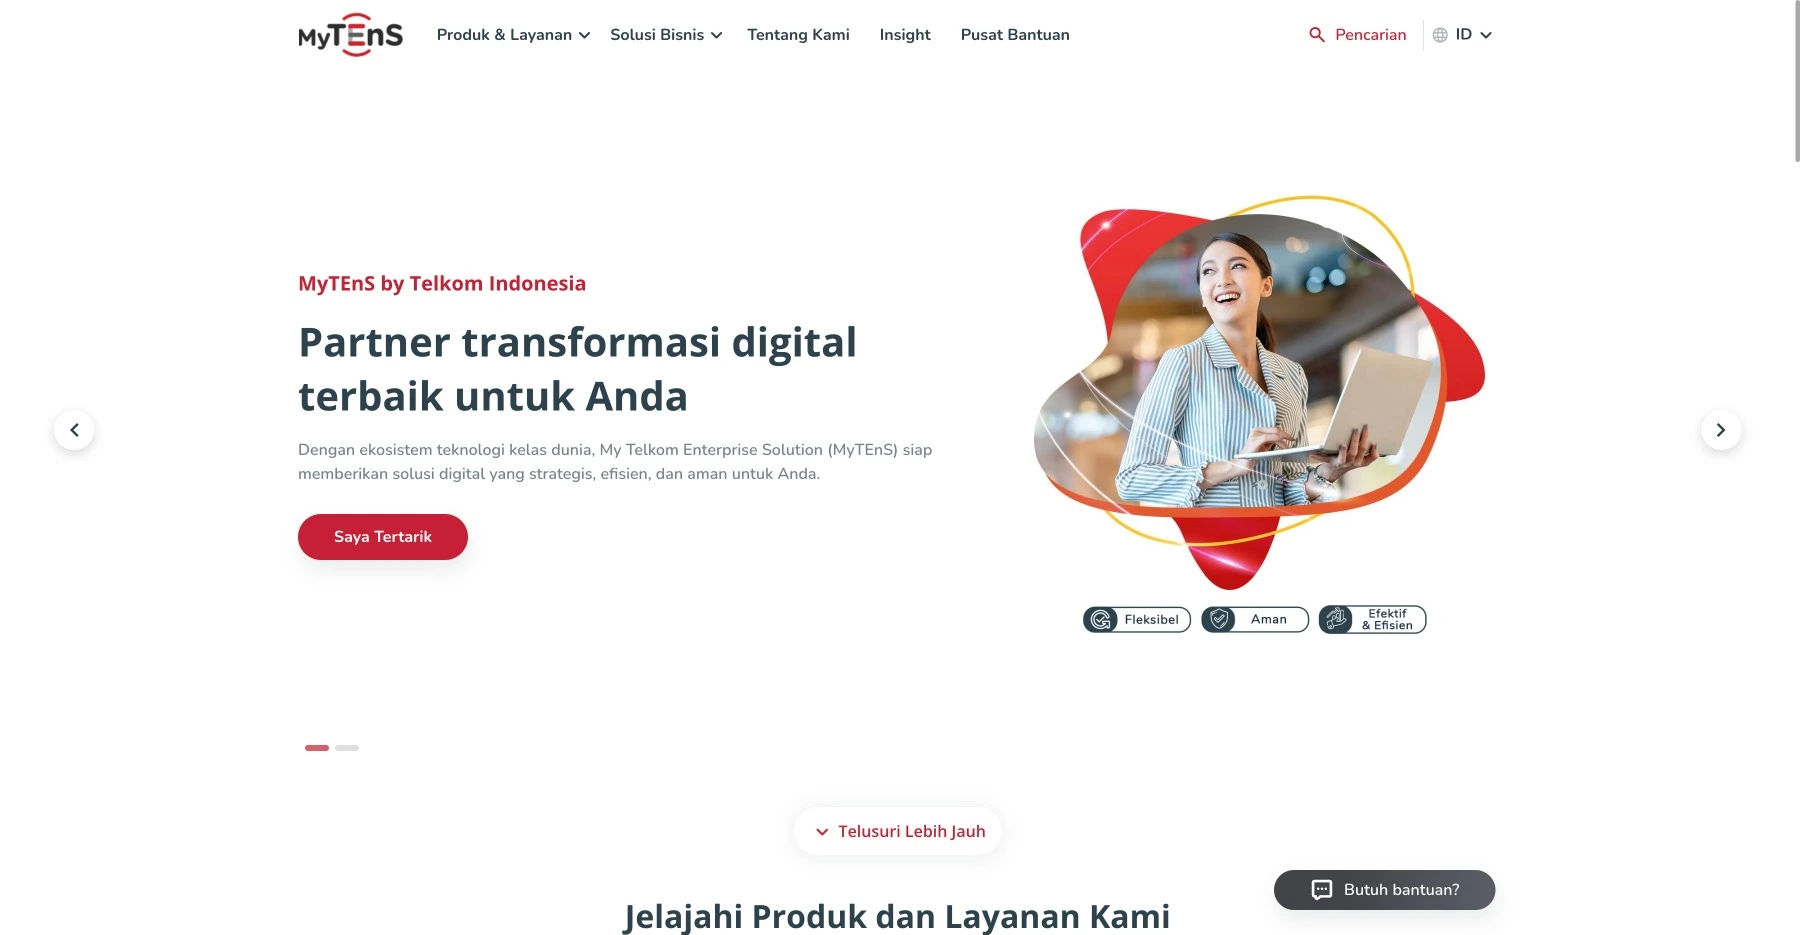 MyTEnS
Produk & Layanan
Solusi Bisnis
Tentang Kami
Insight
Pusat Bantuan
Pencarian
ID
MyTEnS by Telkom Indonesia
Partner transformasi digital
terbaik untuk Anda
Dengan ekosistem teknologi kelas dunia, My Telkom Enterprise Solution (MyTEnS) siap
memberikan solusi digital yang strategis, efisien, dan aman untuk Anda.
Saya Tertarik
Fleksibel
Aman
Efektif
& Efisien
Telusuri Lebih Jauh
Butuh bantuan?
Jelajahi Produk dan Layanan Kami